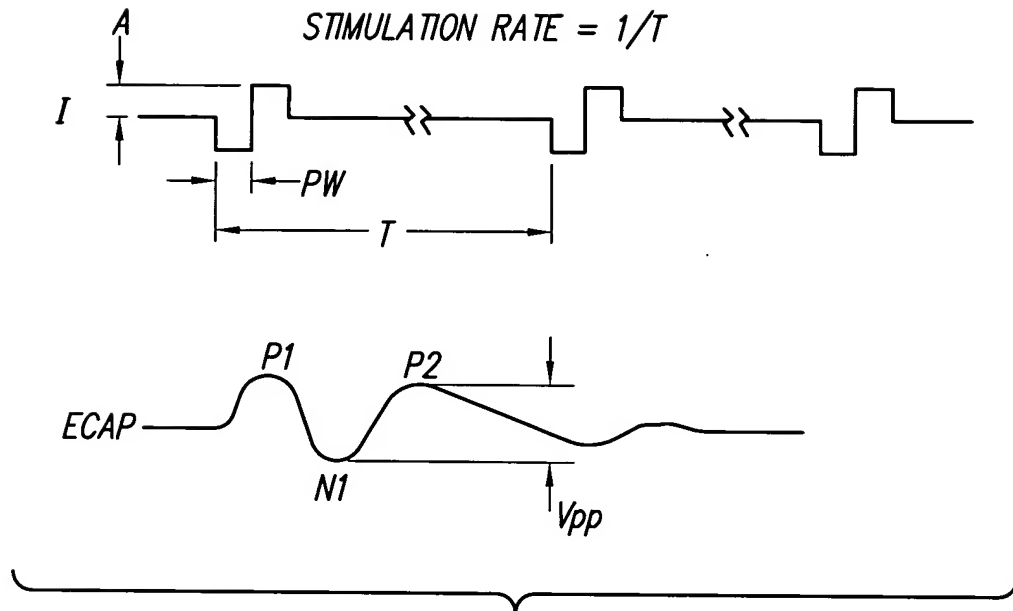 A
STIMULATION RATE = 1/T
I
PW
T
P1
P2
ECAP
N1
Vpp